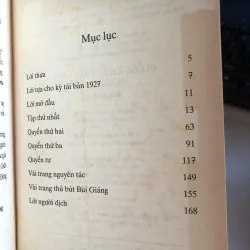 Mục lục
Lời thưa 5
Lời tựa cho kỳ tái bản 1927 7
Lời mở đầu 11
Tập thứ nhất 13
Quyển thứ hai 63
Quyển thứ ba 91
Quyển tư 117
Vài trang nguyên tác 149
Vài trang thủ bút Bùi Giáng 155
Lời người dịch 168